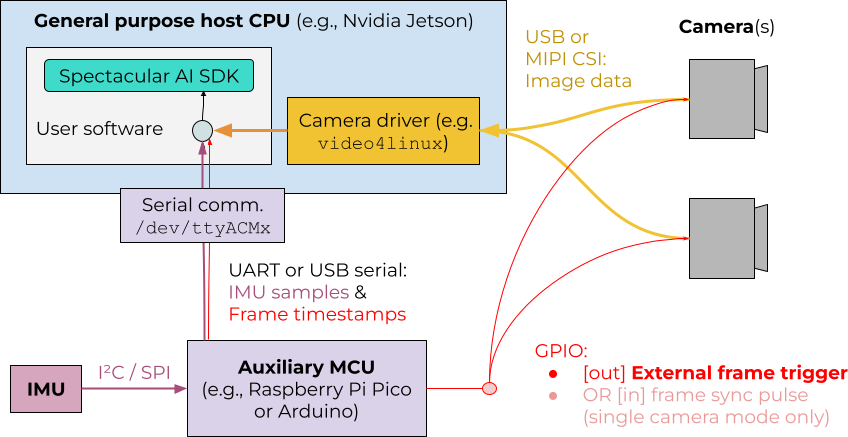 General purpose host CPU (e.g., Nvidia Jetson)
Spectacular AI SDK
User software
Camera driver (e.g.
video4linux)
USB or
MIPI CSI:
Image data
Camera(s)
Serial comm.
/dev/ttyACMx
UART or USB serial:
IMU samples &
Frame timestamps
IMU
I²C / SPI
Auxiliary MCU
(e.g., Raspberry Pi Pico
or Arduino)
GPIO:
● [out] External frame trigger
● OR [in] frame sync pulse
(single camera mode only)